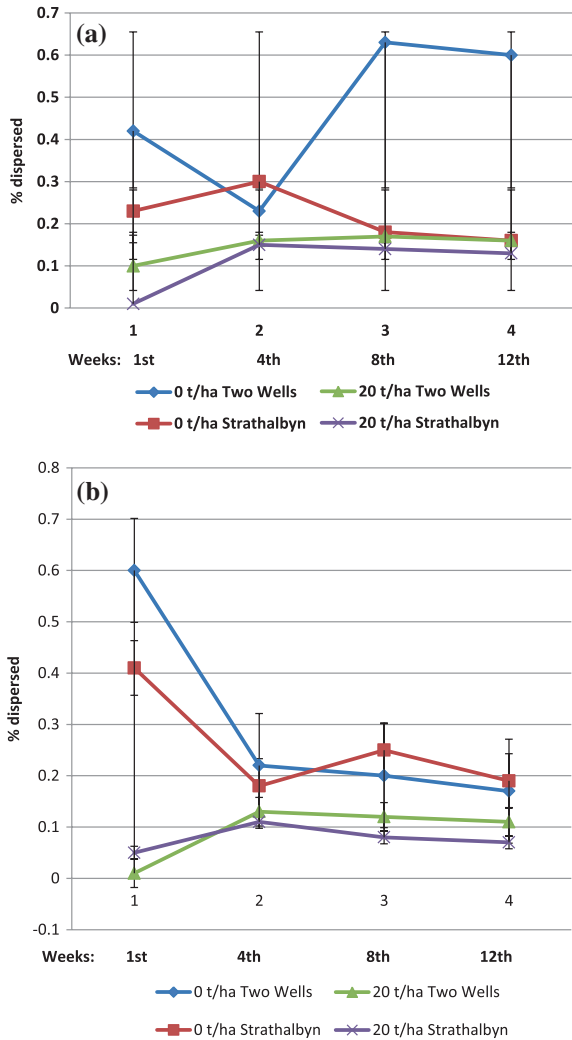 (a)
0.7
0.6
0.5
0.4
0.3
0.2
0.1
0
% dispersed
1 2 3 4
Weeks: 1st 4th 8th 12th
0 t/ha Two Wells 20 t/ha Two Wells
0 t/ha Strathalbyn 20 t/ha Strathalbyn
(b)
0.8
0.7
0.6
0.5
0.4
0.3
0.2
0.1
0
-0.1
% dispersed
1 2 3 4
Weeks: 1st 4th 8th 12th
0 t/ha Two Wells 20 t/ha Two Wells
0 t/ha Strathalbyn 20 t/ha Strathalbyn